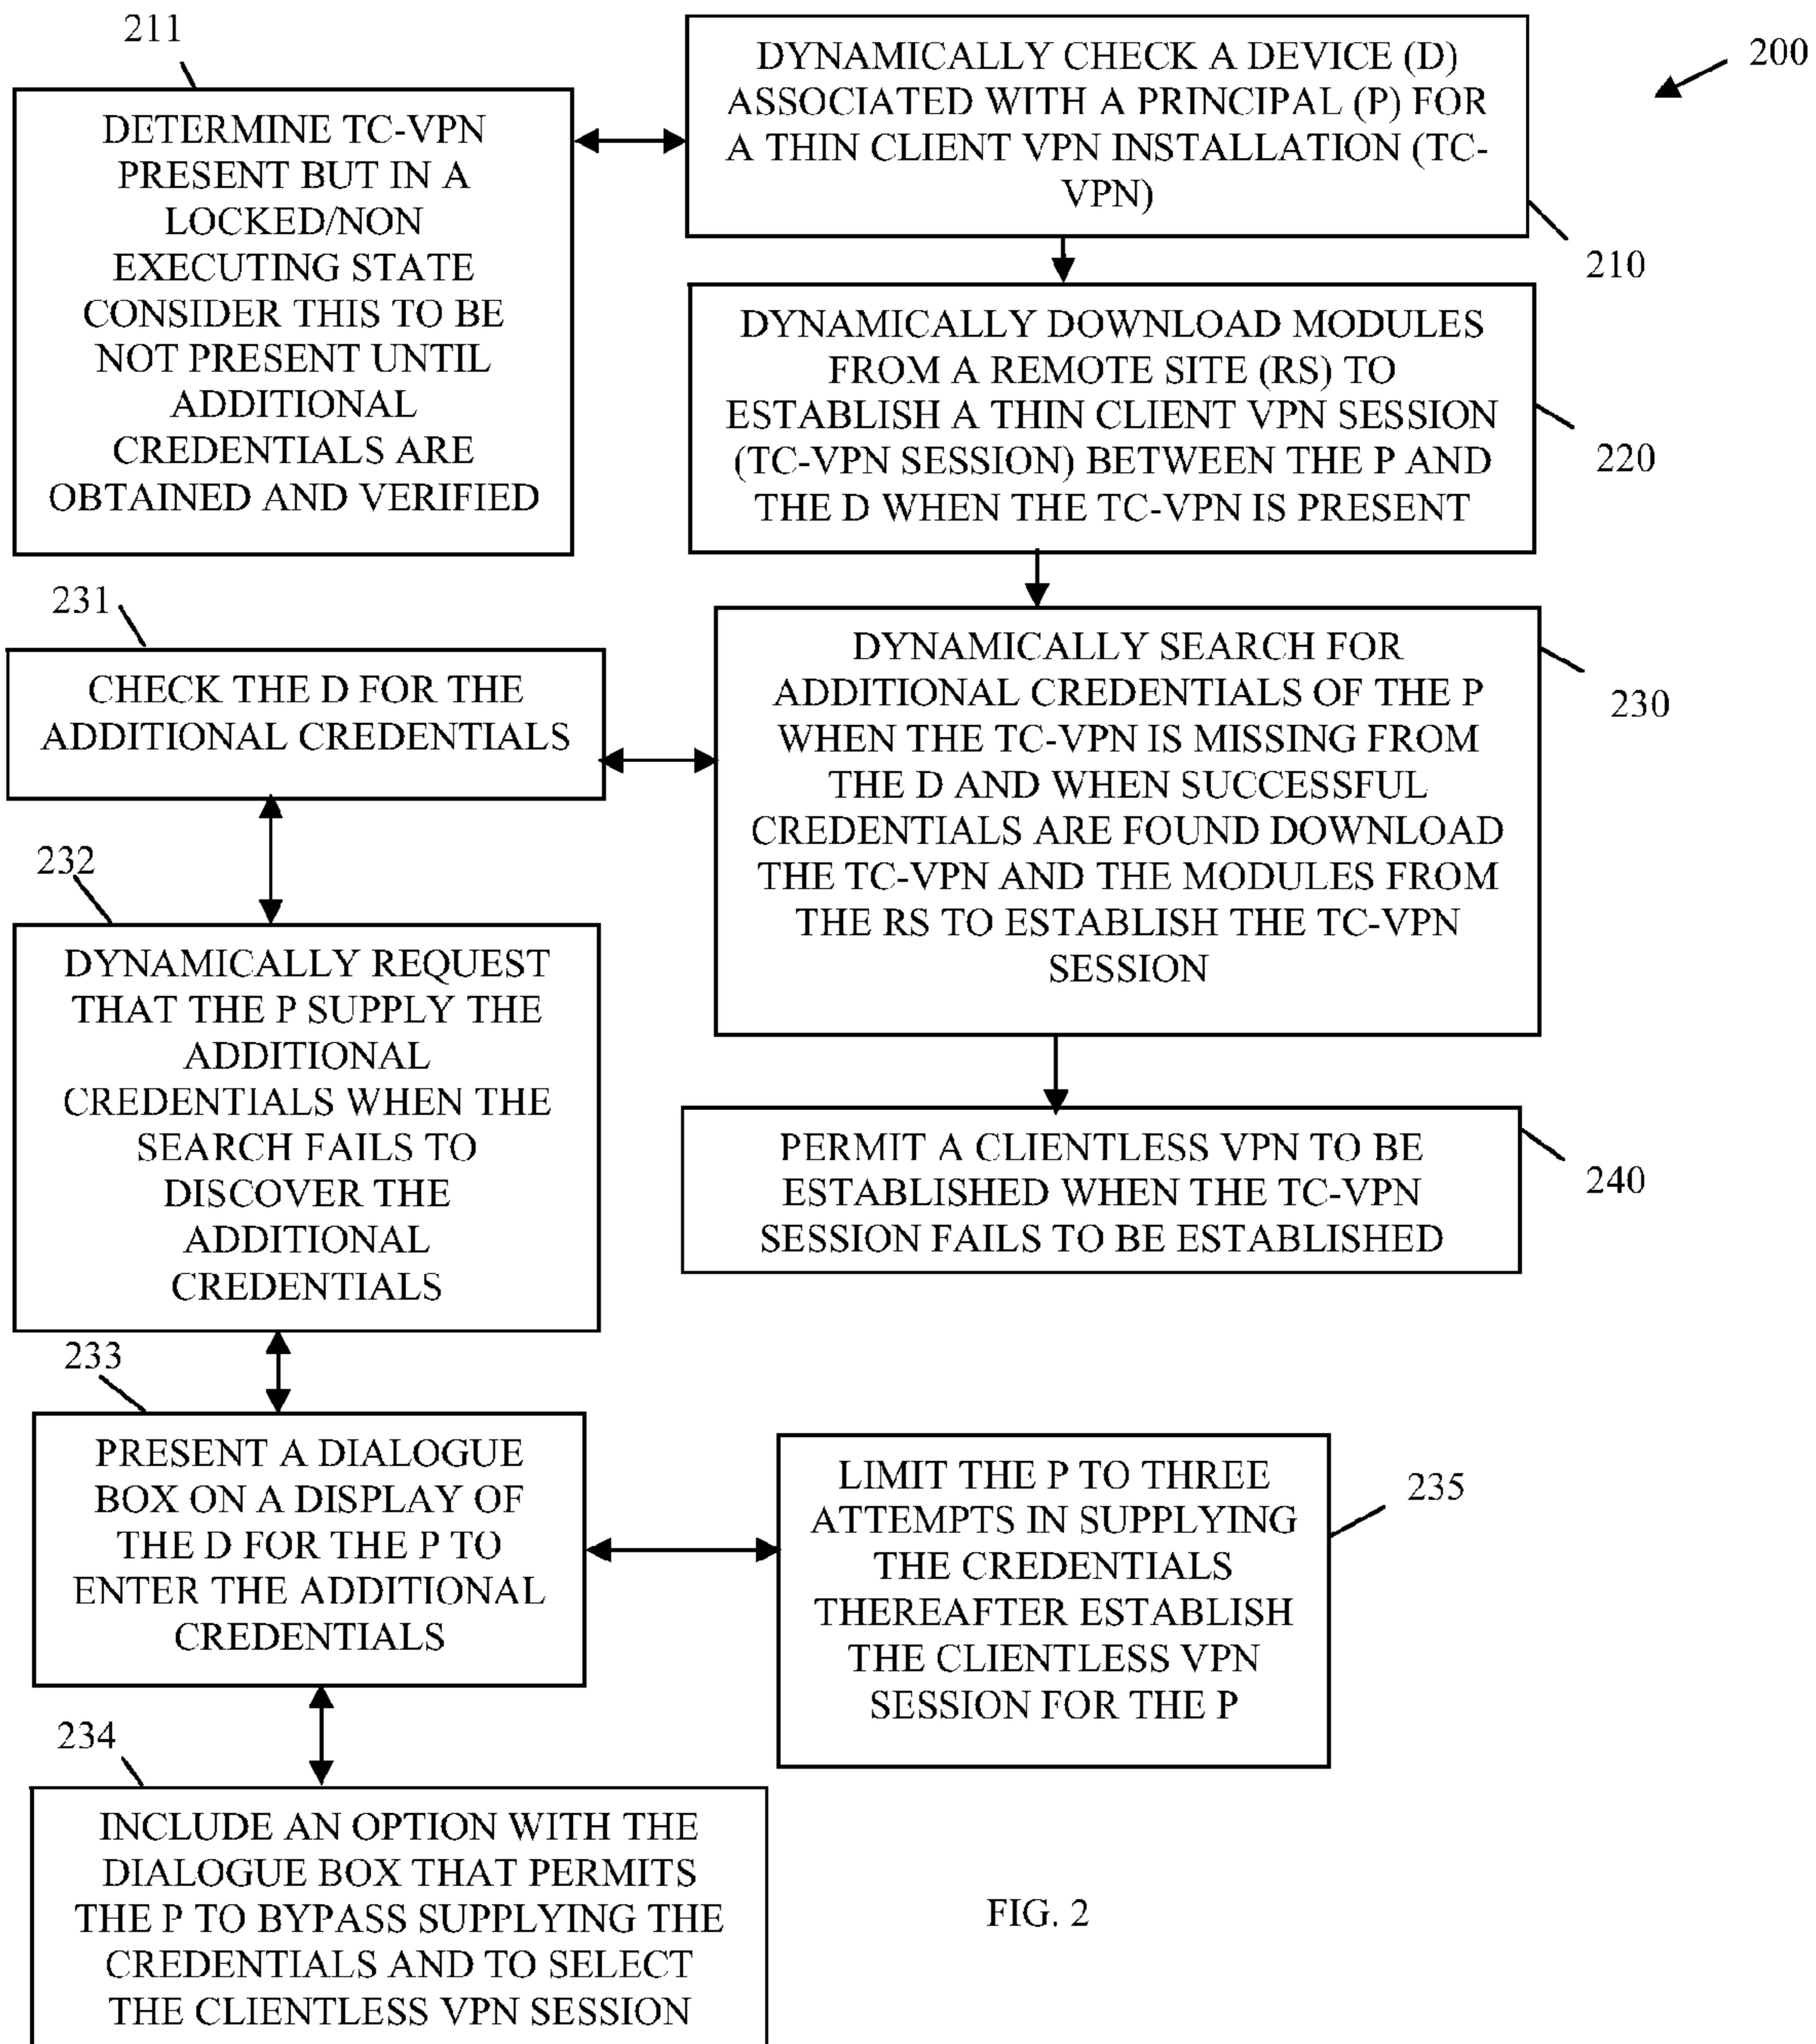 200
211
DETERMINE TC-VPN
PRESENT BUT IN A
LOCKED/NON
EXECUTING STATE
CONSIDER THIS TO BE
NOT PRESENT UNTIL
ADDITIONAL
CREDENTIALS ARE
OBTAINED AND VERIFIED
DYNAMICALLY CHECK A DEVICE (D)
ASSOCIATED WITH A PRINCIPAL (P) FOR
A THIN CLIENT VPN INSTALLATION (TC-
VPN)
210
DYNAMICALLY DOWNLOAD MODULES
FROM A REMOTE SITE (RS) TO
ESTABLISH A THIN CLIENT VPN SESSION
(TC-VPN SESSION) BETWEEN THE P AND
THE D WHEN THE TC-VPN IS PRESENT
220
231
CHECK THE D FOR THE
ADDITIONAL CREDENTIALS
DYNAMICALLY SEARCH FOR
ADDITIONAL CREDENTIALS OF THE P
WHEN THE TC-VPN IS MISSING FROM
THE D AND WHEN SUCCESSFUL
CREDENTIALS ARE FOUND DOWNLOAD
THE TC-VPN AND THE MODULES FROM
THE RS TO ESTABLISH THE TC-VPN
SESSION
230
232
DYNAMICALLY REQUEST
THAT THE P SUPPLY THE
ADDITIONAL
CREDENTIALS WHEN THE
SEARCH FAILS TO
DISCOVER THE
ADDITIONAL
CREDENTIALS
PERMIT A CLIENTLESS VPN TO BE
ESTABLISHED WHEN THE TC-VPN
SESSION FAILS TO BE ESTABLISHED
240
233
PRESENT A DIALOGUE
BOX ON A DISPLAY OF
THE D FOR THE P TO
ENTER THE ADDITIONAL
CREDENTIALS
LIMIT THE P TO THREE
ATTEMPTS IN SUPPLYING
THE CREDENTIALS
THEREAFTER ESTABLISH
THE CLIENTLESS VPN
SESSION FOR THE P
235
234
INCLUDE AN OPTION WITH THE
DIALOGUE BOX THAT PERMITS
THE P TO BYPASS SUPPLYING THE
CREDENTIALS AND TO SELECT
THE CLIENTLESS VPN SESSION
FIG. 2